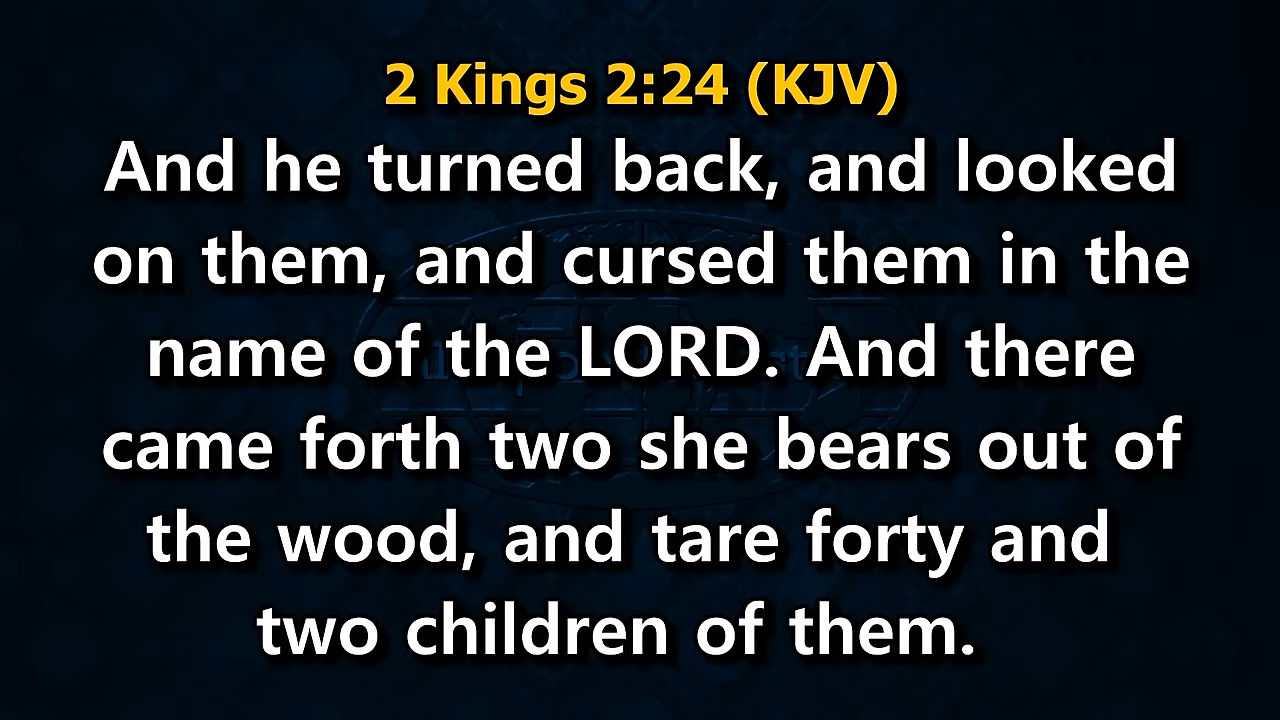 2 Kings 2:24 (KJV)
And he turned back, and looked
on them, and cursed them in the
name of the LORD. And there
came forth two she bears out of
the wood, and tare forty and
two children of them.